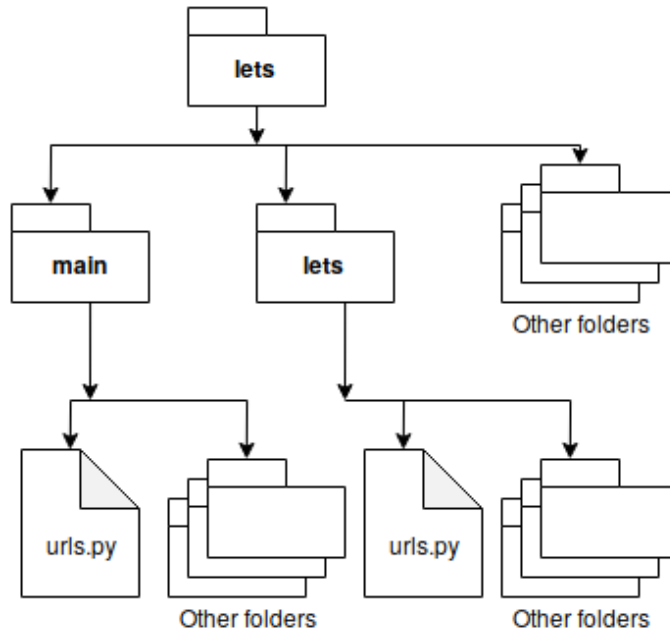 lets
main
lets
Other folders
urls.py
Other folders
urls.py
Other folders